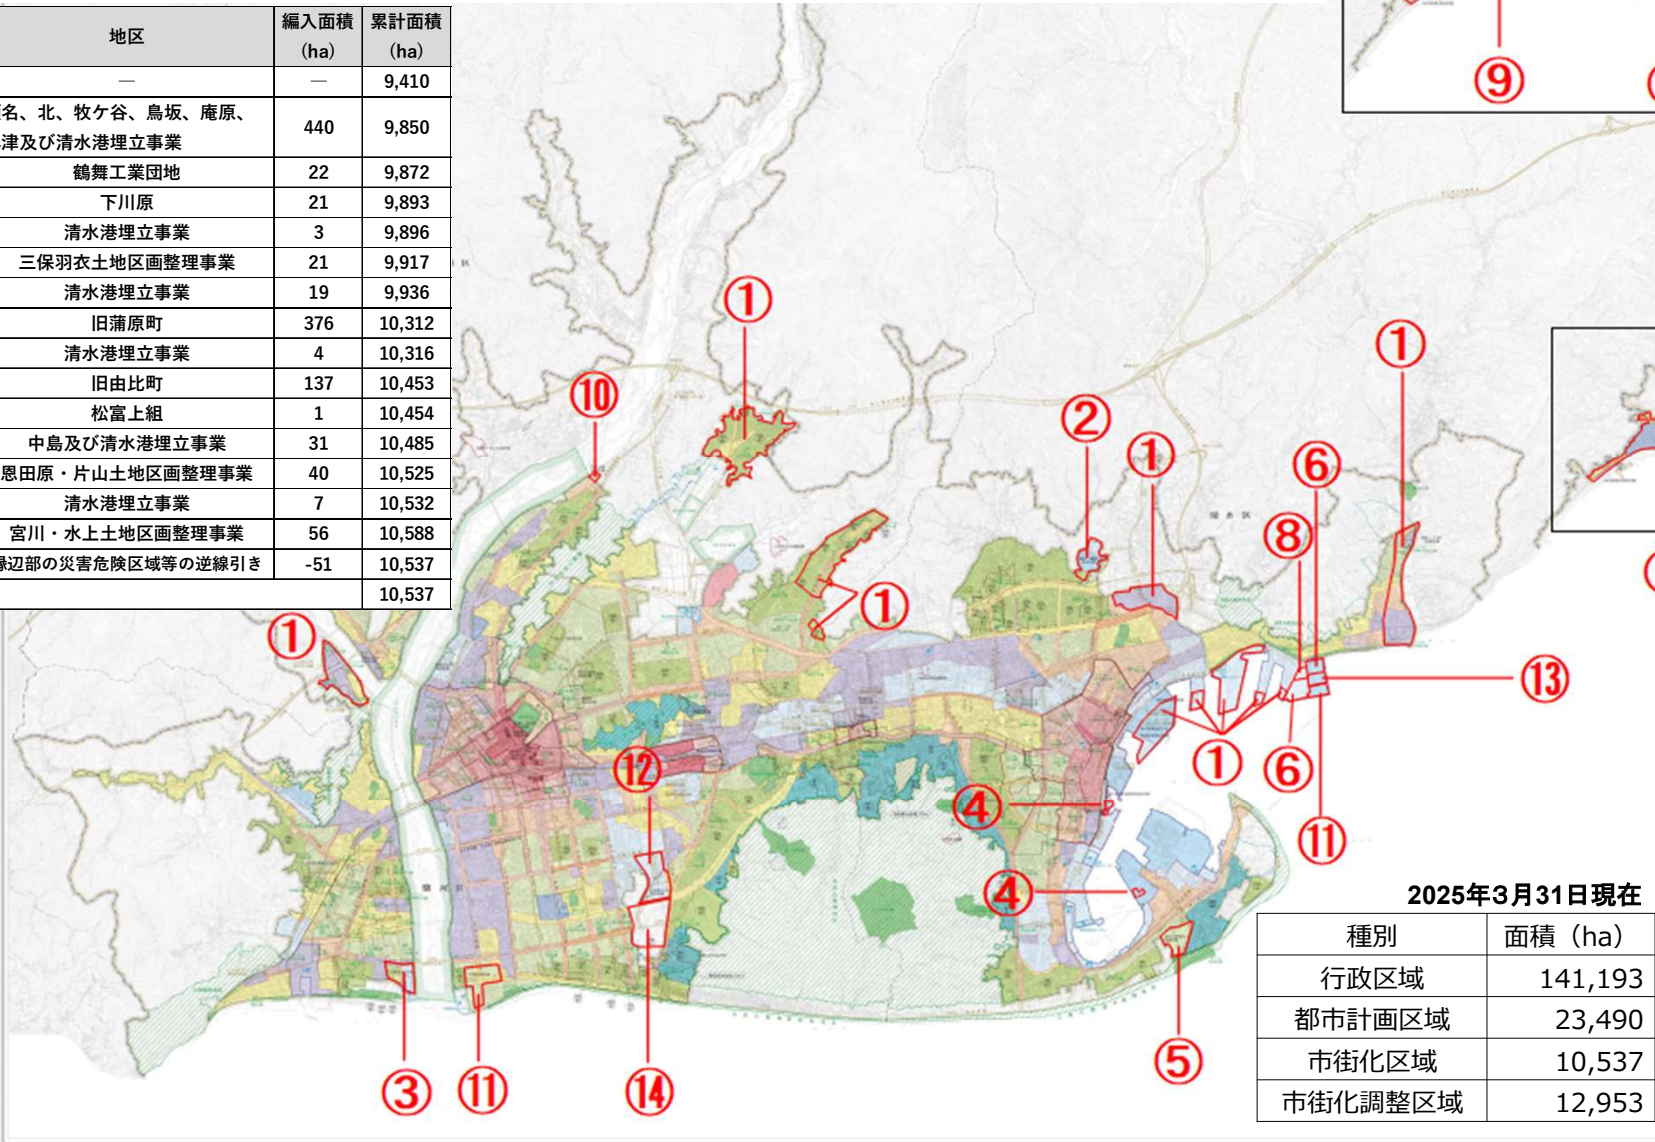 地区 編入面積(ha) 累計面積(ha)
— — 9,410
名、北、牧ケ谷、鳥坂、庵原、
津及び清水港埋立事業 440 9,850
鶴舞工業団地 22 9,872
下川原 21 9,893
清水港埋立事業 3 9,896
三保羽衣土地区画整理事業 21 9,917
清水港埋立事業 19 9,936
旧蒲原町 376 10,312
清水港埋立事業 4 10,316
旧由比町 137 10,453
松富上組 1 10,454
中島及び清水港埋立事業 31 10,485
恩田原・片山土地区画整理事業 40 10,525
清水港埋立事業 7 10,532
宮川・水上土地区画整理事業 56 10,588
縁辺部の災害危険区域等の逆線引き -51 10,537
10,537
⑨
①
①
⑩
②
①
⑥
⑧
①
①
⑬
⑫
①
⑥
④
⑪
④
⑤
③
⑪
⑭
2025年3月31日現在
種別 面積（ha）
行政区域 141,193
都市計画区域 23,490
市街化区域 10,537
市街化調整区域 12,953